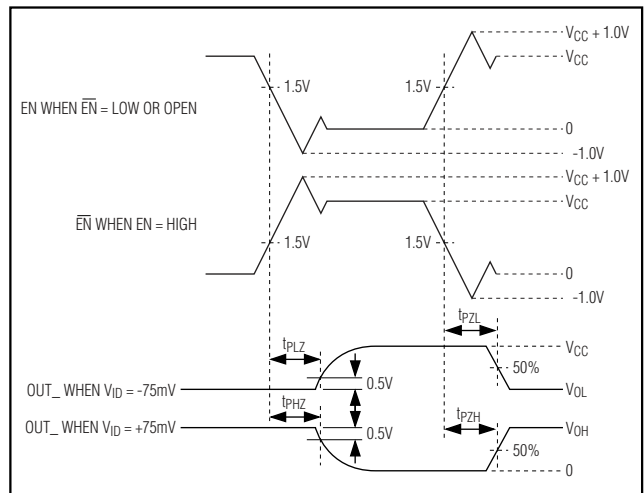 V_CC + 1.0V
V_CC
1.5V
1.5V
EN WHEN E̅N̅ = LOW OR OPEN
0
-1.0V
V_CC + 1.0V
V_CC
E̅N̅ WHEN EN = HIGH
1.5V
1.5V
0
-1.0V
t_PLZ
t_PZL
V_CC
50%
0.5V
OUT_ WHEN V_ID = -75mV
V_OL
t_PHZ
t_PZH
OUT_ WHEN V_ID = +75mV
V_OH
0.5V
50%
0